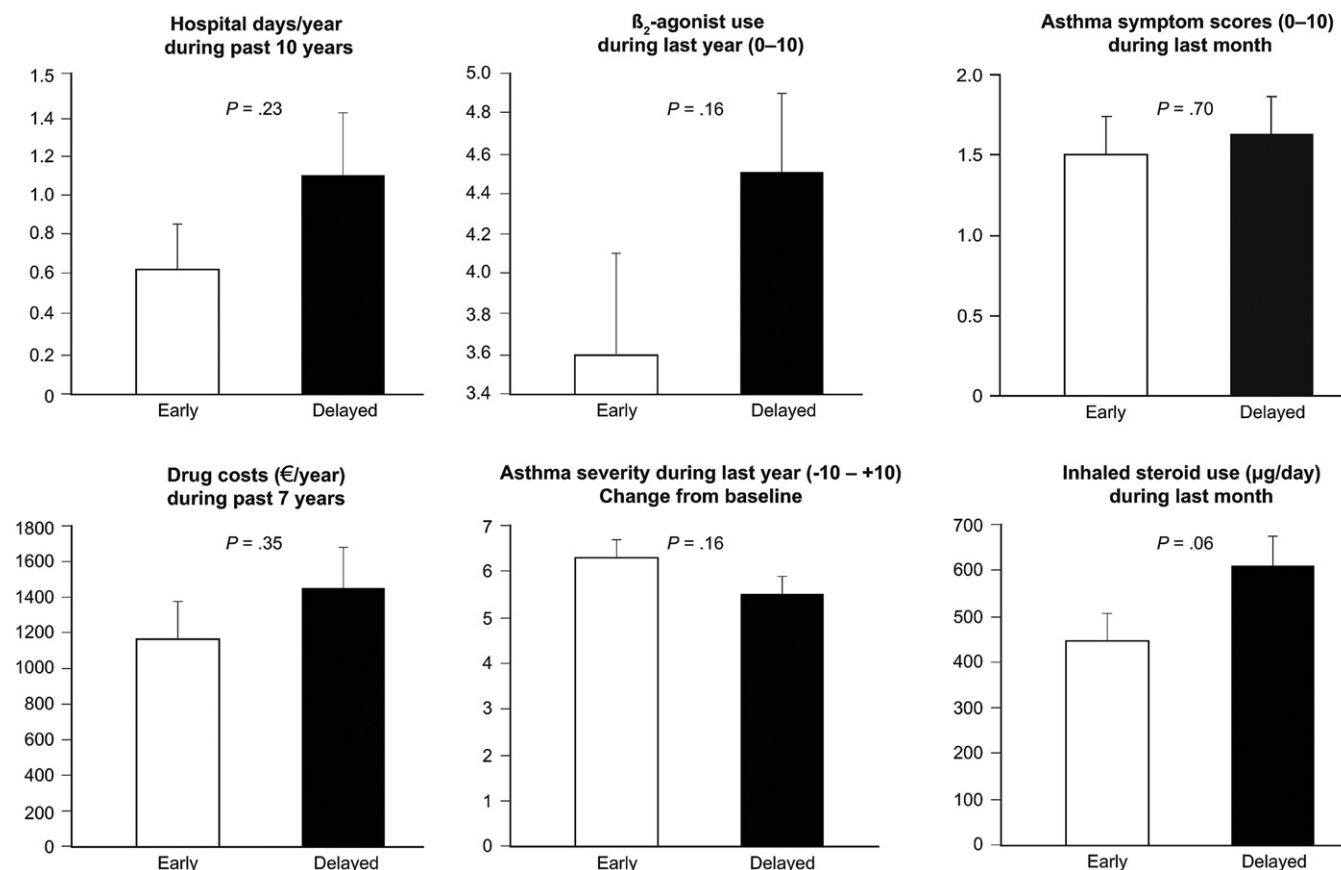 Hospital days/year
during past 10 years
1.5
1.4
1.2
1.0
0.8
0.6
0.4
0.2
0
P = .23
Early
Delayed
ß₂-agonist use
during last year (0–10)
5.0
4.8
4.6
4.4
4.2
4.0
3.8
3.6
3.4
P = .16
Early
Delayed
Asthma symptom scores (0–10)
during last month
2.0
1.5
1.0
0.5
0
P = .70
Early
Delayed
Drug costs (€/year)
during past 7 years
1800
1600
1400
1200
1000
800
600
400
200
0
P = .35
Early
Delayed
Asthma severity during last year (-10 – +10)
Change from baseline
7
6
5
4
3
2
1
0
P = .16
Early
Delayed
Inhaled steroid use (µg/day)
during last month
700
600
500
400
300
200
100
0
P = .06
Early
Delayed